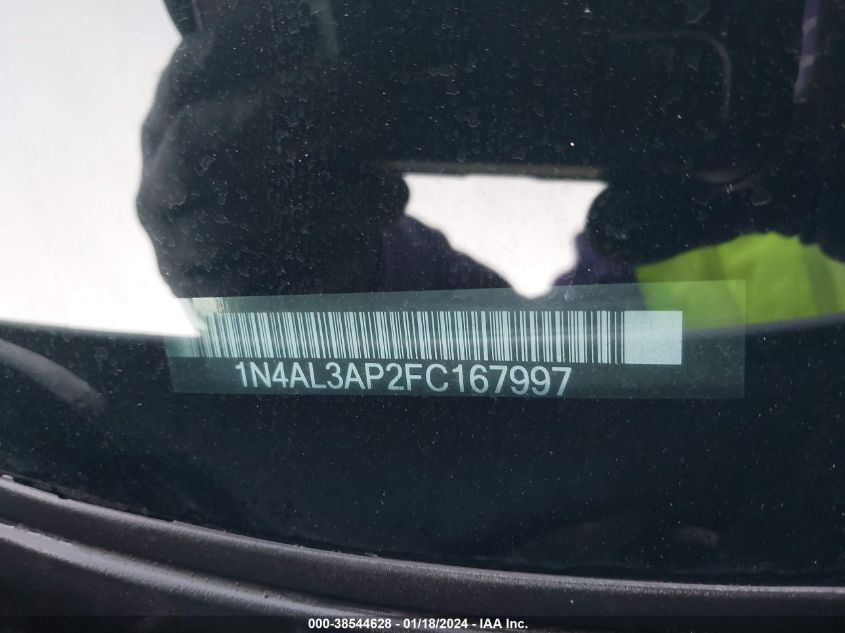 1N4AL3AP2FC167997
000-38544628 - 01/18/2024 - IAA Inc.